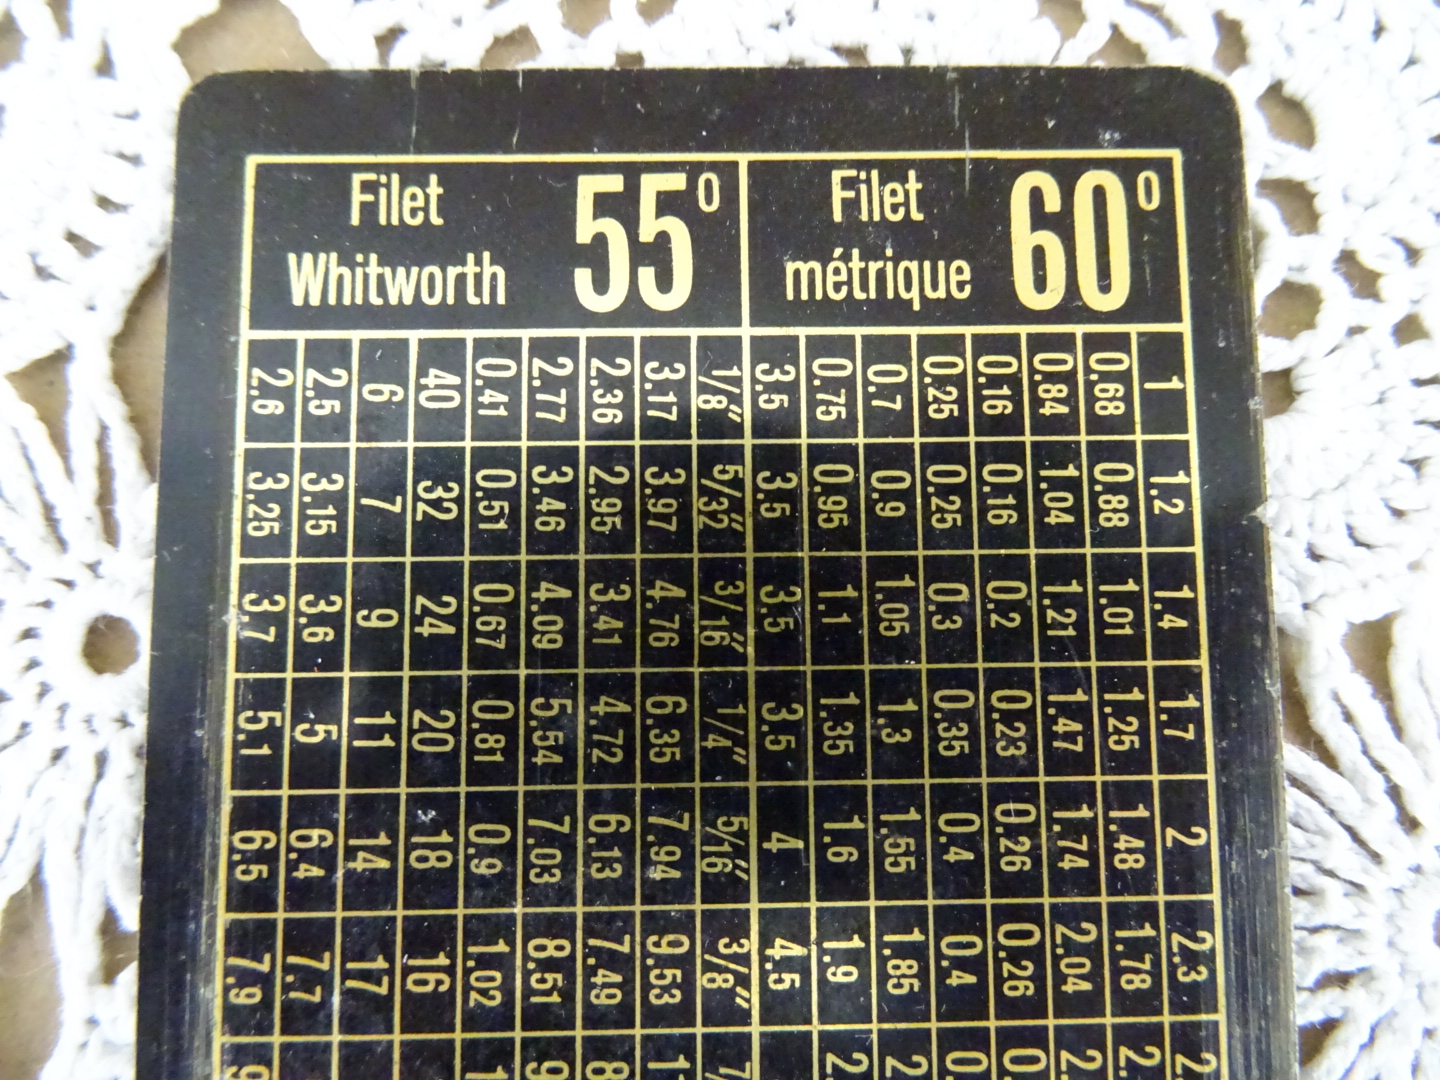 Filet
Whitworth
55°
Filet
métrique
60°
2.6 2.5 6 40 0.41 2.77 2.36 3.17 1/8″ 3.5 0.75 0.7 0.25 0.16 0.84 0.68 1
3.25 3.15 7 32 0.51 3.46 2.95 3.97 5/32″ 3.5 0.95 0.9 0.25 0.16 1.04 0.88 1.2
3.7 3.6 9 24 0.67 4.09 3.41 4.76 3/16″ 3.5 1.1 1.05 0.3 0.2 1.21 1.01 1.4
5.1 5 11 20 0.81 5.54 4.72 6.35 1/4″ 3.5 1.35 1.3 0.35 0.23 1.47 1.25 1.7
6.5 6.4 14 18 0.9 7.03 6.13 7.94 5/16″ 4 1.6 1.55 0.4 0.26 1.74 1.48 2
7.9 7.7 17 16 1.02 8.51 7.49 9.53 3/8″ 4.5 1.9 1.85 0.4 0.26 2.04 1.78 2.3